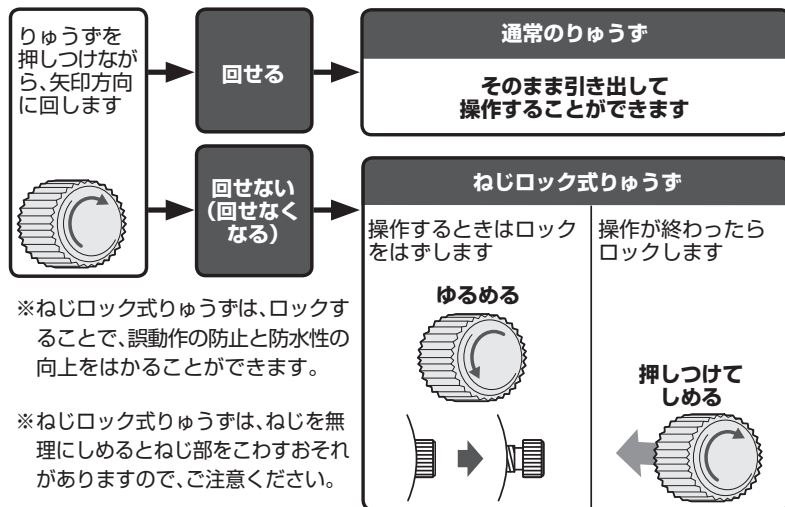 りゅうずを
押しつけなが
ら、矢印方向
に回します
回せる
通常のりゅうず
そのまま引き出して
操作することができます
回せない
(回せなく
なる)
ねじロック式りゅうず
操作するときはロック
をはずします
ゆるめる
操作が終わったら
ロックします
押しつけて
しめる
※ねじロック式りゅうずは、ロックす
ることで、誤動作の防止と防水性の
向上をはかることができます。
※ねじロック式りゅうずは、ねじを無
理にしめるとねじ部をこわすおそれ
がありますので、ご注意ください。